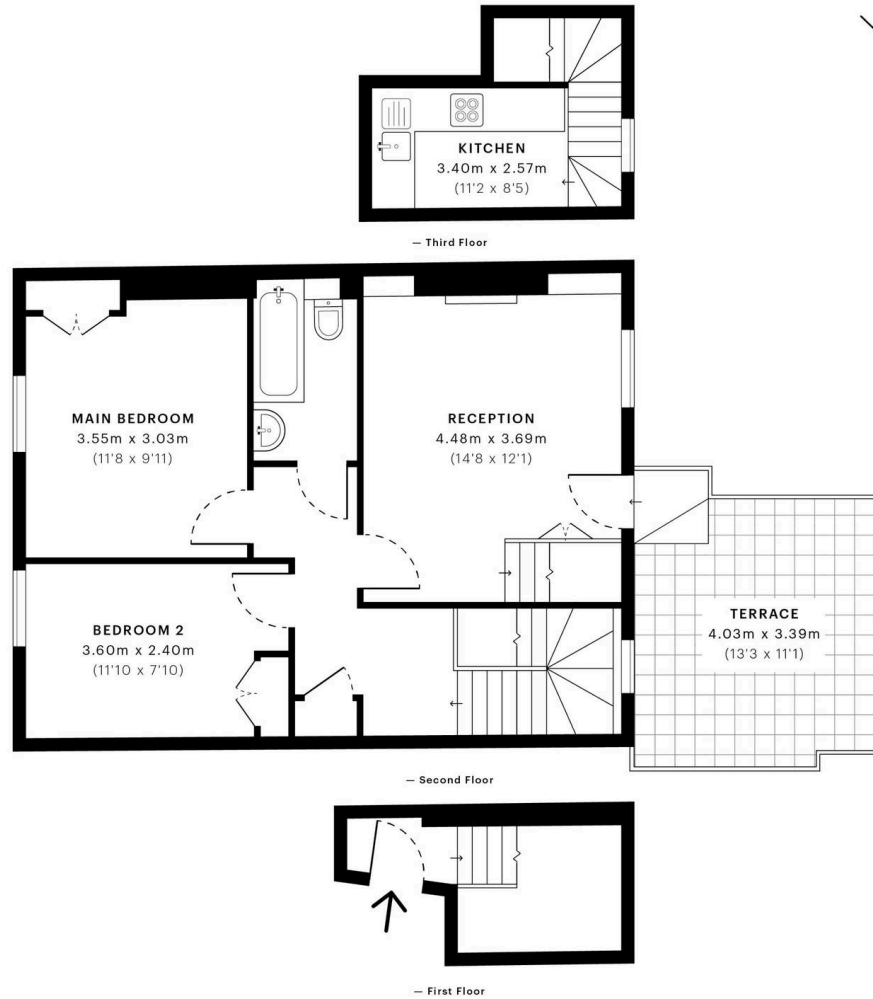 KITCHEN
3.40m x 2.57m
(11'2 x 8'5)
— Third Floor
MAIN BEDROOM
3.55m x 3.03m
(11'8 x 9'11)
RECEPTION
4.48m x 3.69m
(14'8 x 12'1)
BEDROOM 2
3.60m x 2.40m
(11'10 x 7'10)
TERRACE
4.03m x 3.39m
(13'3 x 11'1)
— Second Floor
— First Floor